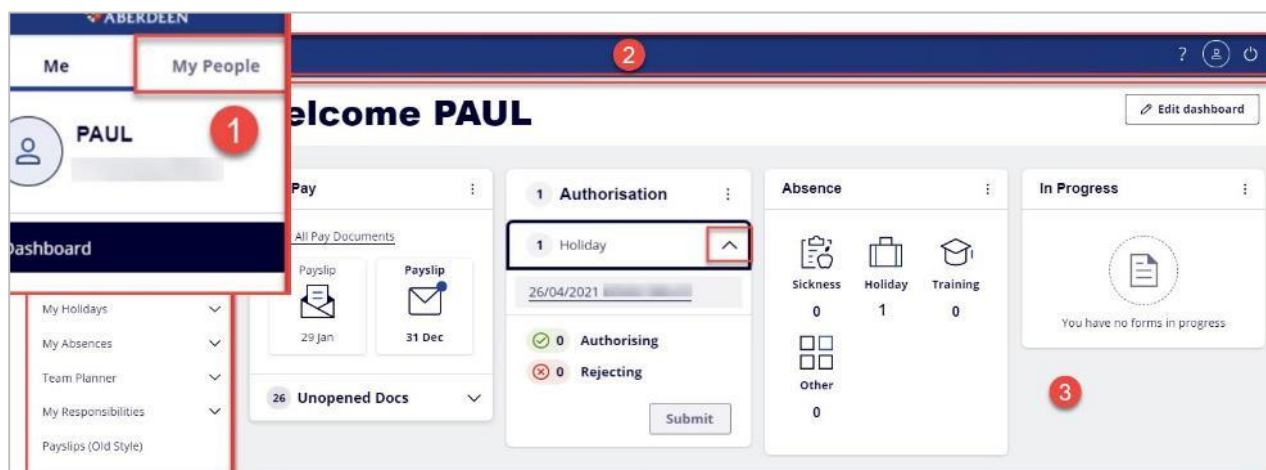 ABERDEEN
Me
My People
1
PAUL
Dashboard
My Holidays
My Absences
Team Planner
My Responsibilities
Payslips (Old Style)
2
?
elcome PAUL
Edit dashboard
Pay
All Pay Documents
Payslip
29 Jan
Payslip
31 Dec
26 Unopened Docs
1 Authorisation
1 Holiday
26/04/2021
0 Authorising
0 Rejecting
Submit
Absence
Sickness
0
Holiday
1
Training
0
Other
0
In Progress
You have no forms in progress
3